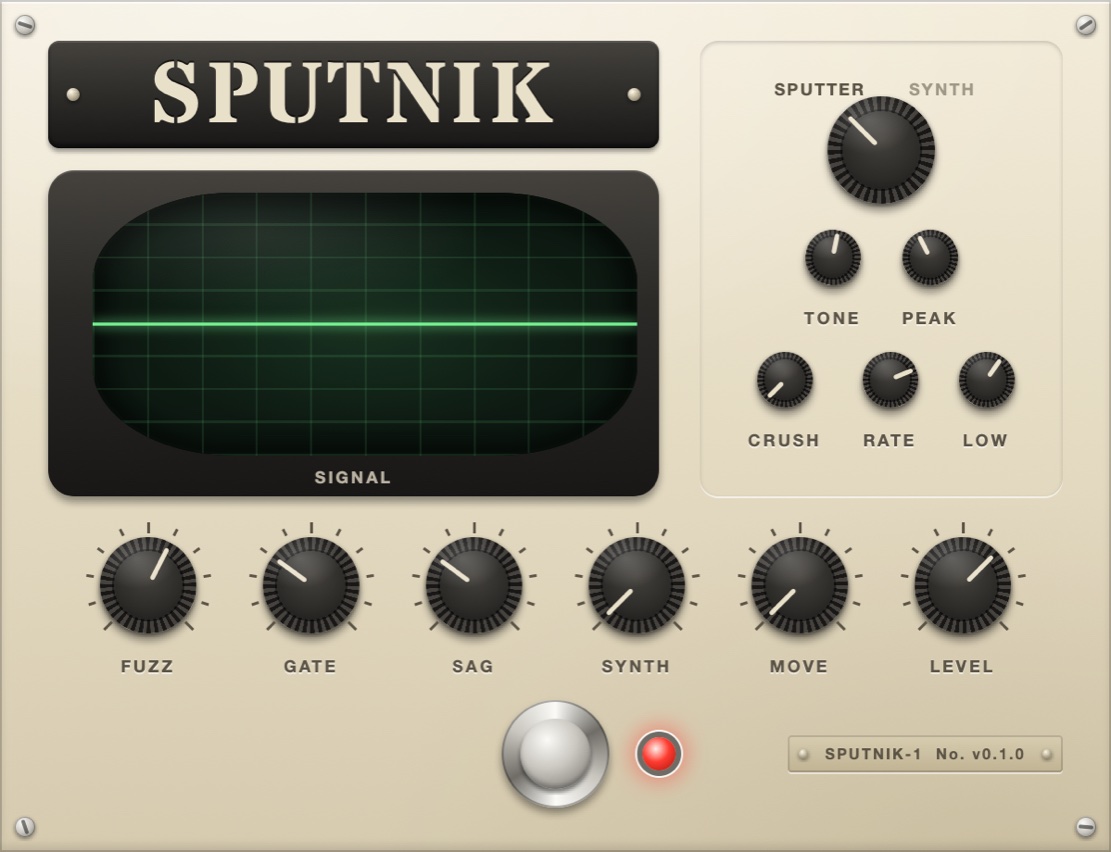 SPUTNIK
SPUTTER SYNTH
TONE PEAK
CRUSH RATE LOW
SIGNAL
FUZZ GATE SAG SYNTH MOVE LEVEL
SPUTNIK-1 No. v0.1.0